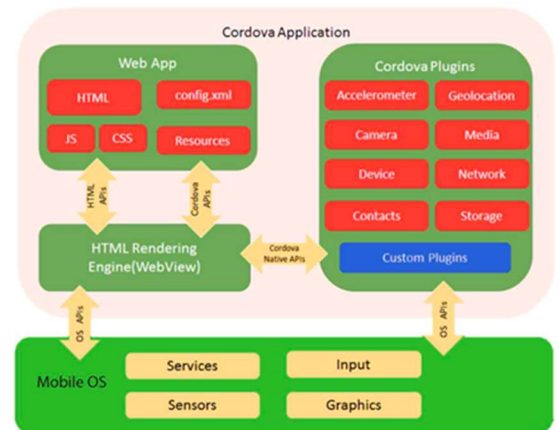 Cordova Application
Web App
HTML
config.xml
JS
CSS
Resources
HTML
APIs
Cordova
APIs
HTML Rendering
Engine(WebView)
Cordova
Native APIs
Cordova Plugins
Accelerometer
Geolocation
Camera
Media
Device
Network
Contacts
Storage
Custom Plugins
OS APIs
OS APIs
Mobile OS
Services
Input
Sensors
Graphics